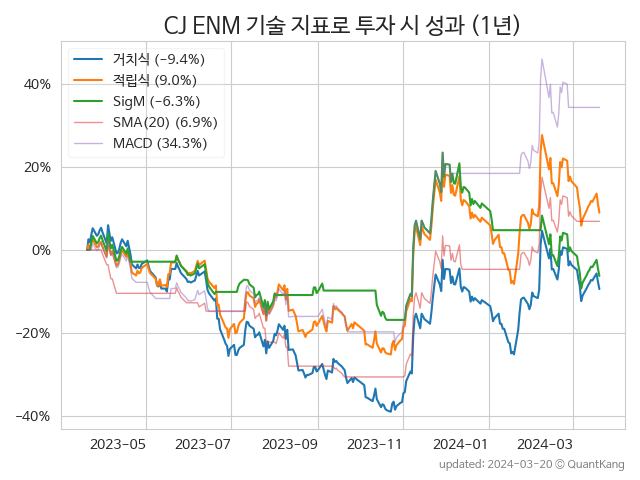 CJ ENM 기술 지표로 투자 시 성과 (1년)
거치식 (−9.4%)
적립식 (9.0%)
SigM (−6.3%)
SMA(20) (6.9%)
MACD (34.3%)
40%
20%
0%
−20%
−40%
2023-05 2023-07 2023-09 2023-11 2024-01 2024-03
updated: 2024-03-20 © QuantKang